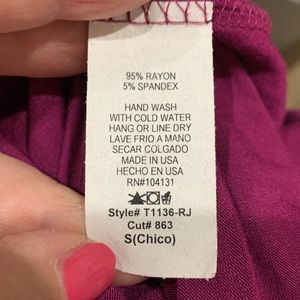 95% RAYON
5% SPANDEX
HAND WASH
WITH COLD WATER
HANG OR LINE DRY
LAVE FRIO A MANO
SECAR COLGADO
MADE IN USA
HECHO EN USA
RN#104131
Style# T1136-RJ
Cut# 863
S(Chico)